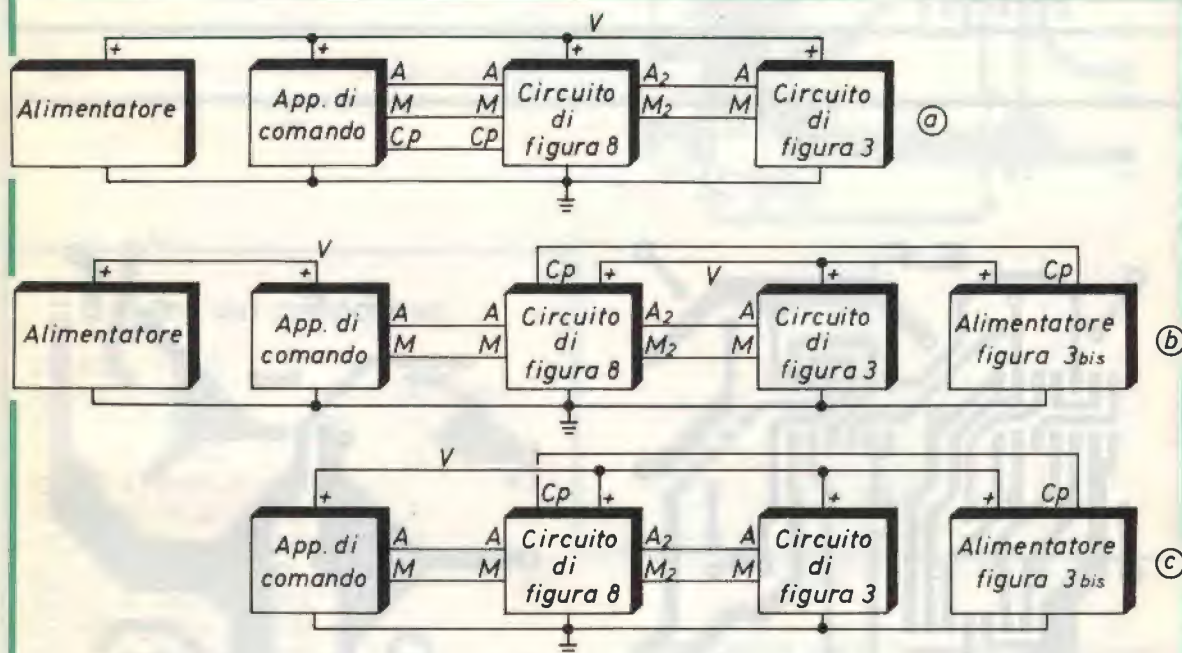 V
+ + + +
Alimentatore
App. di
comando
A A
M M
Cp Cp
Circuito
di
figura 8
A2 A
M2 M
Circuito
di
figura 3
a
V
+ +
Cp + V + + Cp
Alimentatore
App. di
comando
A A
M M
Circuito
di
figura 8
A2 A
M2 M
Circuito
di
figura 3
Alimentatore
figura 3bis
b
V
+ Cp + + + Cp
App. di
comando
A A
M M
Circuito
di
figura 8
A2 A
M2 M
Circuito
di
figura 3
Alimentatore
figura 3bis
c